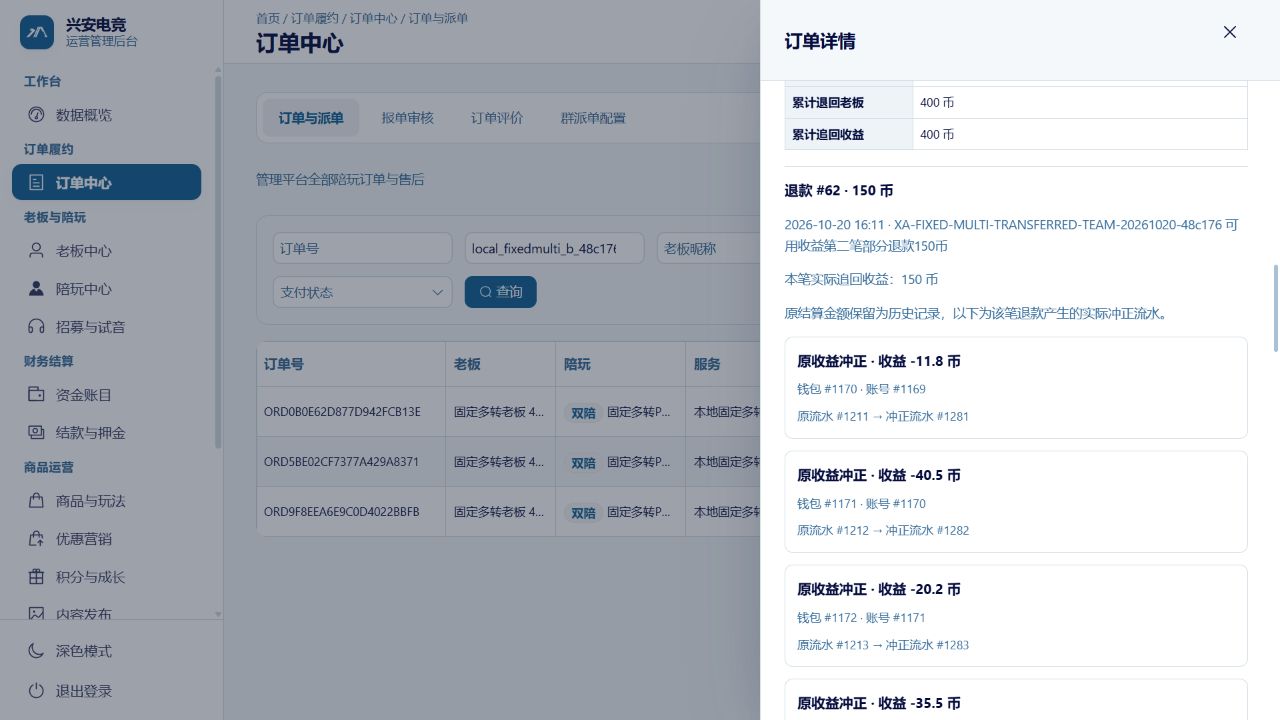 兴安电竞
运营管理后台
工作台
数据概览
订单履约
订单中心
老板与陪玩
老板中心
陪玩中心
招募与试音
财务结算
资金账目
结款与押金
商品运营
商品与玩法
优惠营销
积分与成长
内容发布
深色模式
退出登录
首页 / 订单履约 / 订单中心 / 订单与派单
订单中心
订单与派单 报单审核 订单评价 群派单配置
管理平台全部陪玩订单与售后
订单号 local_fixedmulti_b_48c176 老板昵称
支付状态 查询
订单号 老板 陪玩 服务
ORD0B0E62D877D942FCB13E 固定多转老板 4... 双陪 固定多转P... 本地固定多转
ORD5BE02CF7377A429A8371 固定多转老板 4... 双陪 固定多转P... 本地固定多转
ORD9F8EEA6E9C0D4022BBFB 固定多转老板 4... 双陪 固定多转P... 本地固定多转
订单详情
累计退回老板 400 币
累计追回收益 400 币
退款 #62 · 150 币
2026-10-20 16:11 · XA-FIXED-MULTI-TRANSFERRED-TEAM-20261020-48c176 可
用收益第二笔部分退款150币
本笔实际追回收益：150 币
原结算金额保留为历史记录，以下为该笔退款产生的实际冲正流水。
原收益冲正 · 收益 -11.8 币
钱包 #1170 · 账号 #1169
原流水 #1211 → 冲正流水 #1281
原收益冲正 · 收益 -40.5 币
钱包 #1171 · 账号 #1170
原流水 #1212 → 冲正流水 #1282
原收益冲正 · 收益 -20.2 币
钱包 #1172 · 账号 #1171
原流水 #1213 → 冲正流水 #1283
原收益冲正 · 收益 -35.5 币